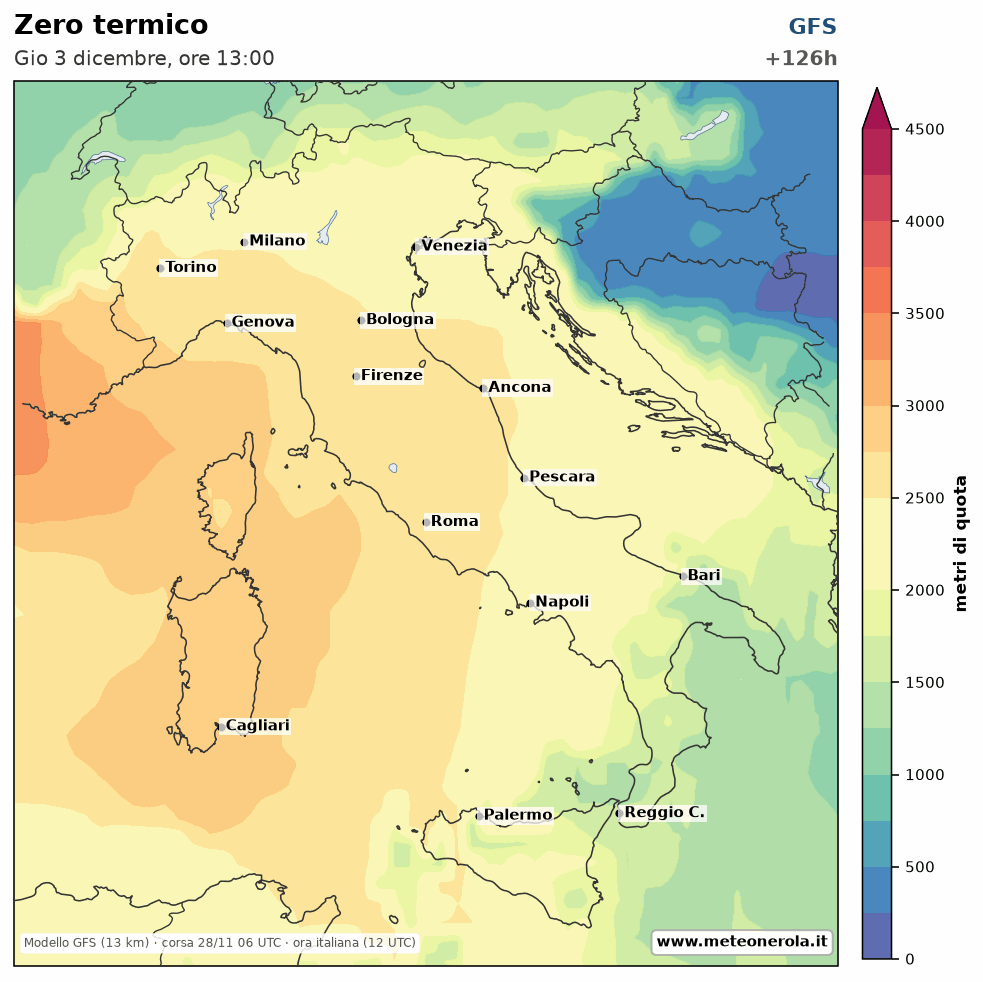 Zero termico
GFS
Gio 3 dicembre, ore 13:00
+126h
4500
4000
3500
3000
2500
2000
1500
1000
500
0
metri di quota
Milano
Venezia
Torino
Genova
Bologna
Firenze
Ancona
Pescara
Roma
Bari
Napoli
Cagliari
Palermo
Reggio C.
Modello GFS (13 km) · corsa 28/11 06 UTC · ora italiana (12 UTC)
www.meteonerola.it